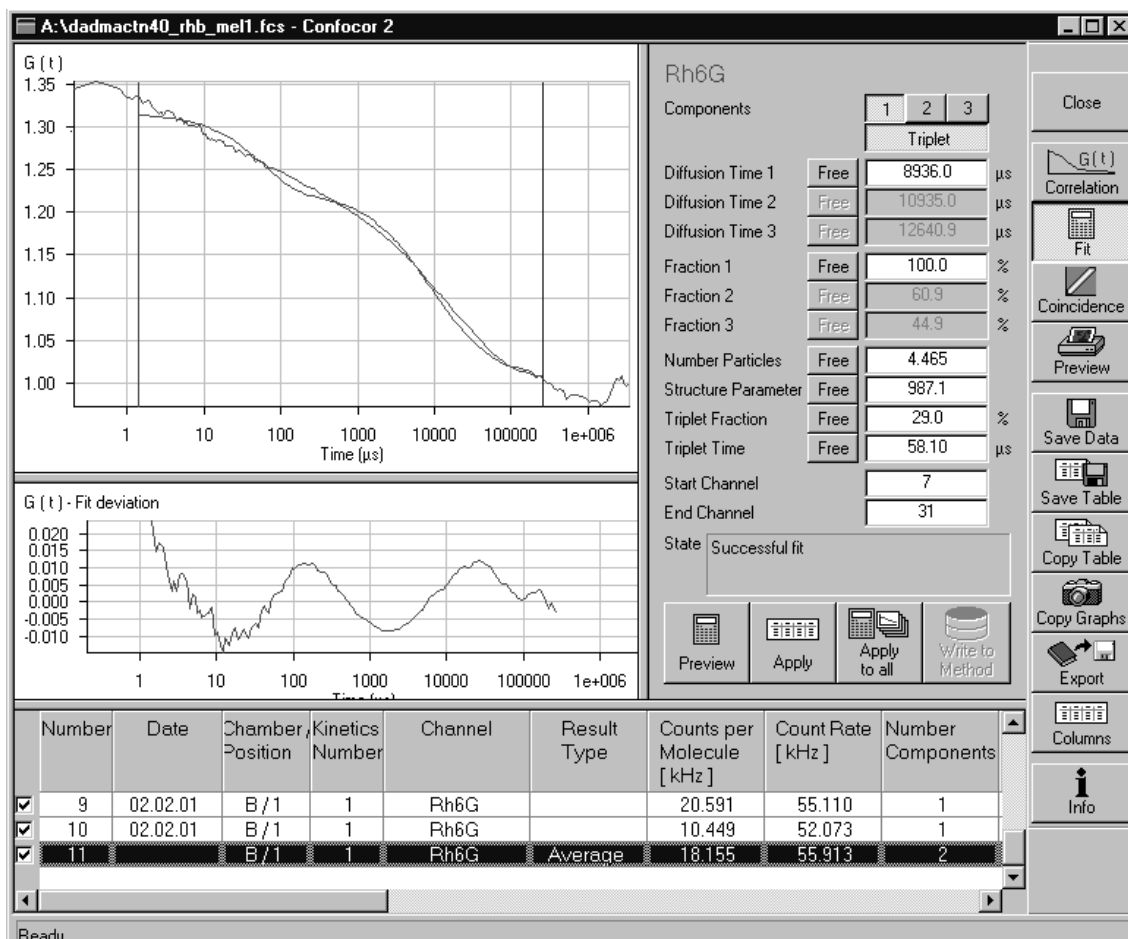 A:\dadmactn40_rhb_mel1.fcs - Confocor 2
G ( t )
1.35
1.30
1.25
1.20
1.15
1.10
1.05
1.00
1 10 100 1000 10000 100000 1e+006
Time (µs)
G ( t ) - Fit deviation
0.020
0.015
0.010
0.005
0.000
-0.005
-0.010
1 10 100 1000 10000 100000 1e+006
Time (µs)
Rh6G
Components 1 2 3
Triplet
Diffusion Time 1 Free 8936.0 µs
Diffusion Time 2 Free 10935.0 µs
Diffusion Time 3 Free 12640.9 µs
Fraction 1 Free 100.0 %
Fraction 2 Free 60.9 %
Fraction 3 Free 44.9 %
Number Particles Free 4.465
Structure Parameter Free 987.1
Triplet Fraction Free 29.0 %
Triplet Time Free 58.10 µs
Start Channel 7
End Channel 31
State Successful fit
Preview
Apply
Apply
to all
Write to
Method
Close
G(t)
Correlation
Fit
Coincidence
Preview
Save Data
Save Table
Copy Table
Copy Graphs
Export
Columns
Info
Number Date Chamber / Kinetics Channel Result Counts per Count Rate Number
Position Number Type Molecule [ kHz ] Components
[ kHz ]
9 02.02.01 B / 1 1 Rh6G 20.591 55.110 1
10 02.02.01 B / 1 1 Rh6G 10.449 52.073 1
11 B / 1 1 Rh6G Average 18.155 55.913 2
Ready